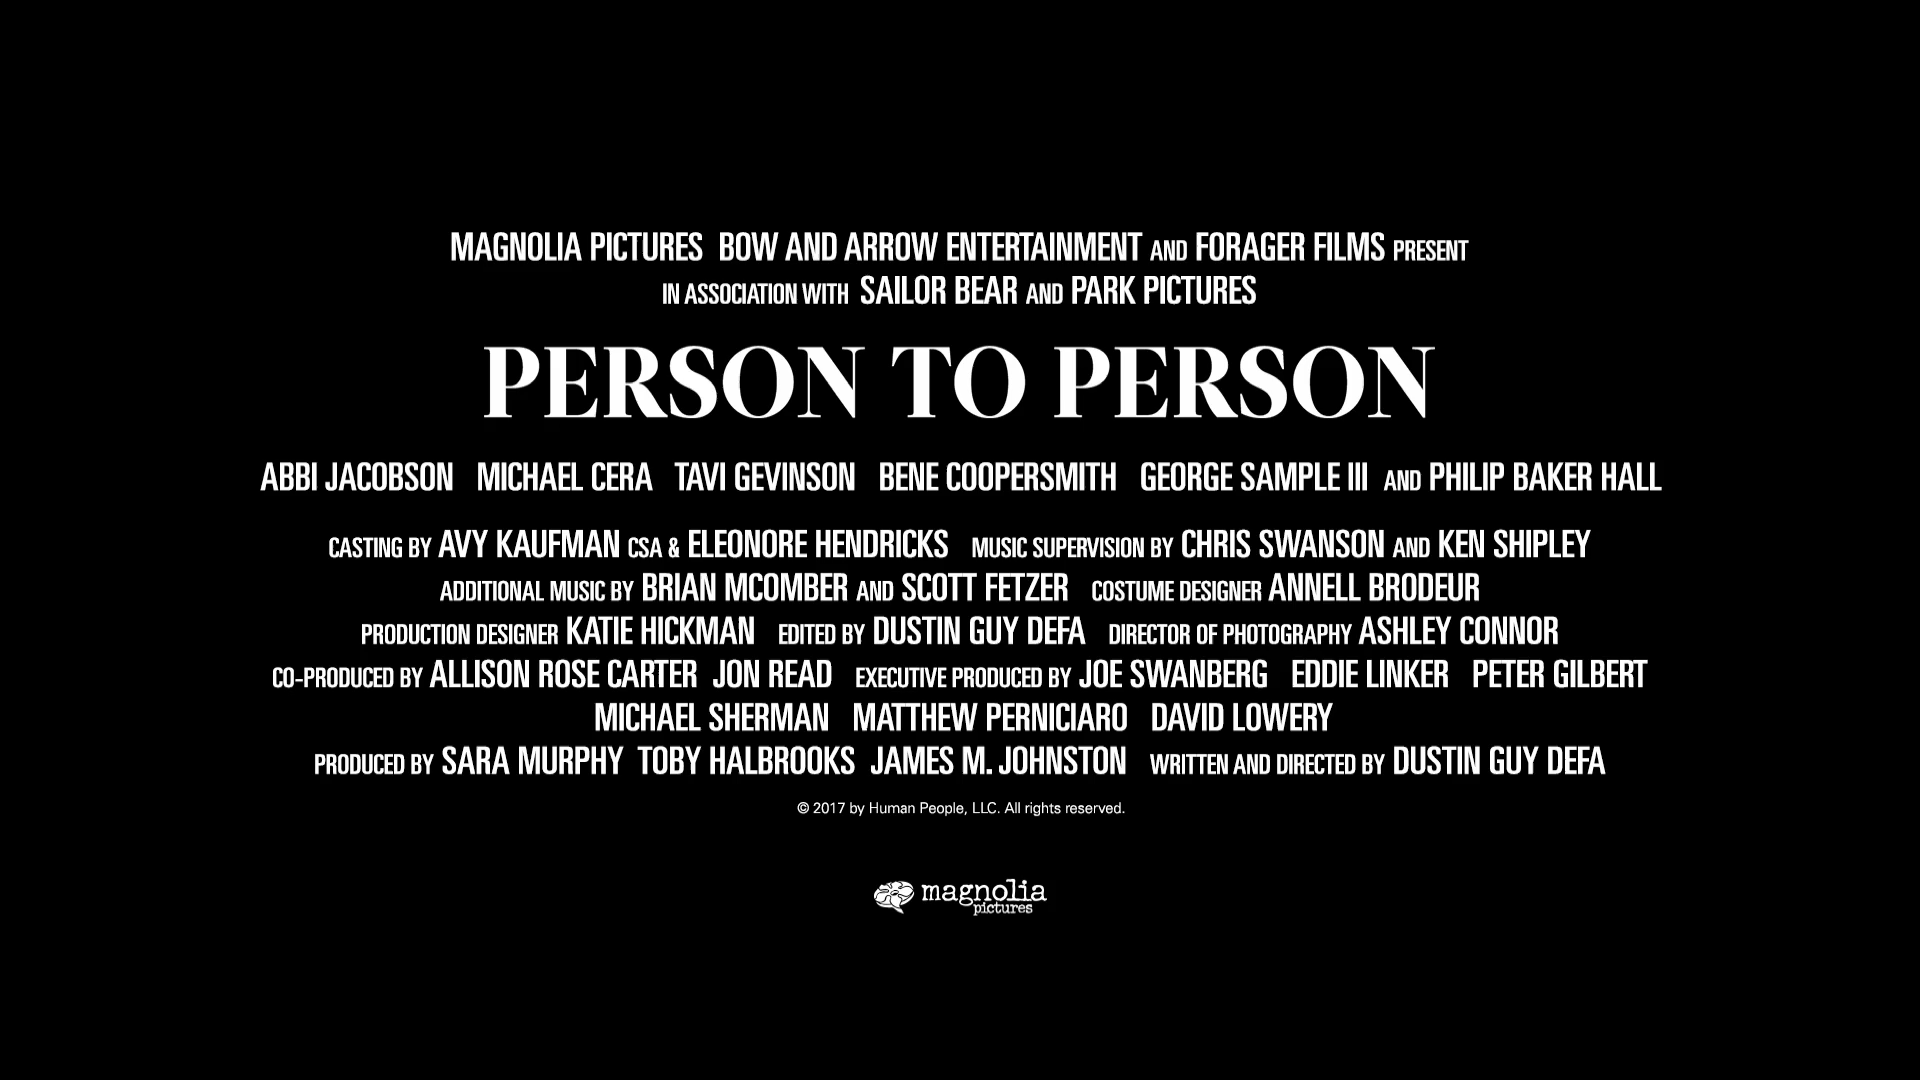 MAGNOLIA PICTURES BOW AND ARROW ENTERTAINMENT AND FORAGER FILMS PRESENT
IN ASSOCIATION WITH SAILOR BEAR AND PARK PICTURES
PERSON TO PERSON
ABBI JACOBSON MICHAEL CERA TAVI GEVINSON BENE COOPERSMITH GEORGE SAMPLE III AND PHILIP BAKER HALL
CASTING BY AVY KAUFMAN CSA & ELEONORE HENDRICKS MUSIC SUPERVISION BY CHRIS SWANSON AND KEN SHIPLEY
ADDITIONAL MUSIC BY BRIAN MCOMBER AND SCOTT FETZER COSTUME DESIGNER ANNELL BRODEUR
PRODUCTION DESIGNER KATIE HICKMAN EDITED BY DUSTIN GUY DEFA DIRECTOR OF PHOTOGRAPHY ASHLEY CONNOR
CO-PRODUCED BY ALLISON ROSE CARTER JON READ EXECUTIVE PRODUCED BY JOE SWANBERG EDDIE LINKER PETER GILBERT
MICHAEL SHERMAN MATTHEW PERNICIARO DAVID LOWERY
PRODUCED BY SARA MURPHY TOBY HALBROOKS JAMES M. JOHNSTON WRITTEN AND DIRECTED BY DUSTIN GUY DEFA
© 2017 by Human People, LLC. All rights reserved.
magnolia
pictures